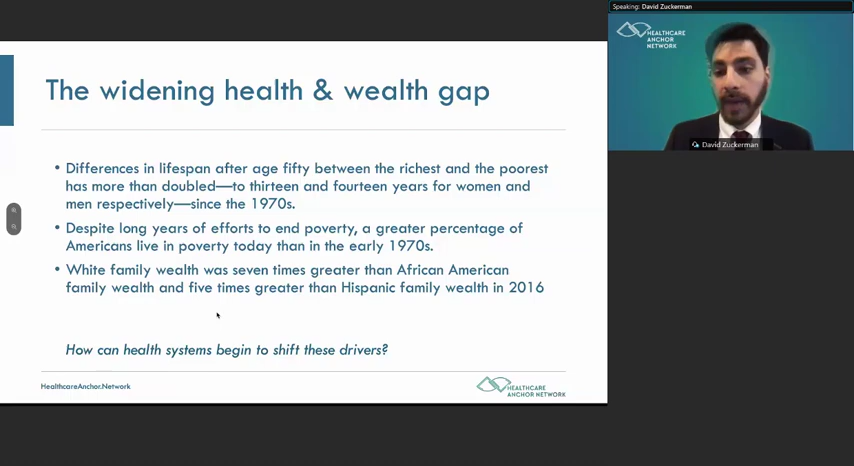 Speaking: David Zuckerman
HEALTHCARE
ANCHOR
NETWORK
David Zuckerman
The widening health & wealth gap
• Differences in lifespan after age fifty between the richest and the poorest
has more than doubled—to thirteen and fourteen years for women and
men respectively—since the 1970s.
• Despite long years of efforts to end poverty, a greater percentage of
Americans live in poverty today than in the early 1970s.
• White family wealth was seven times greater than African American
family wealth and five times greater than Hispanic family wealth in 2016
How can health systems begin to shift these drivers?
HealthcareAnchor.Network
HEALTHCARE
ANCHOR NETWORK